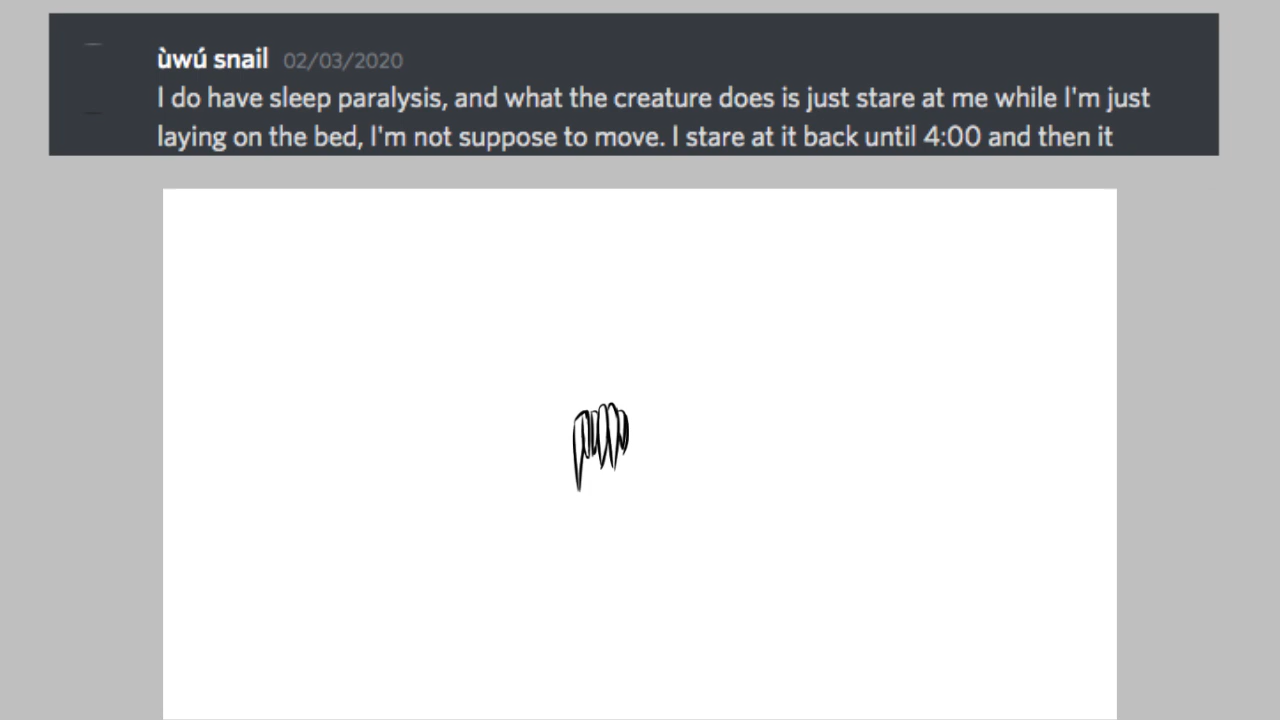 ùwú snail 02/03/2020
I do have sleep paralysis, and what the creature does is just stare at me while I'm just
laying on the bed, I'm not suppose to move. I stare at it back until 4:00 and then it